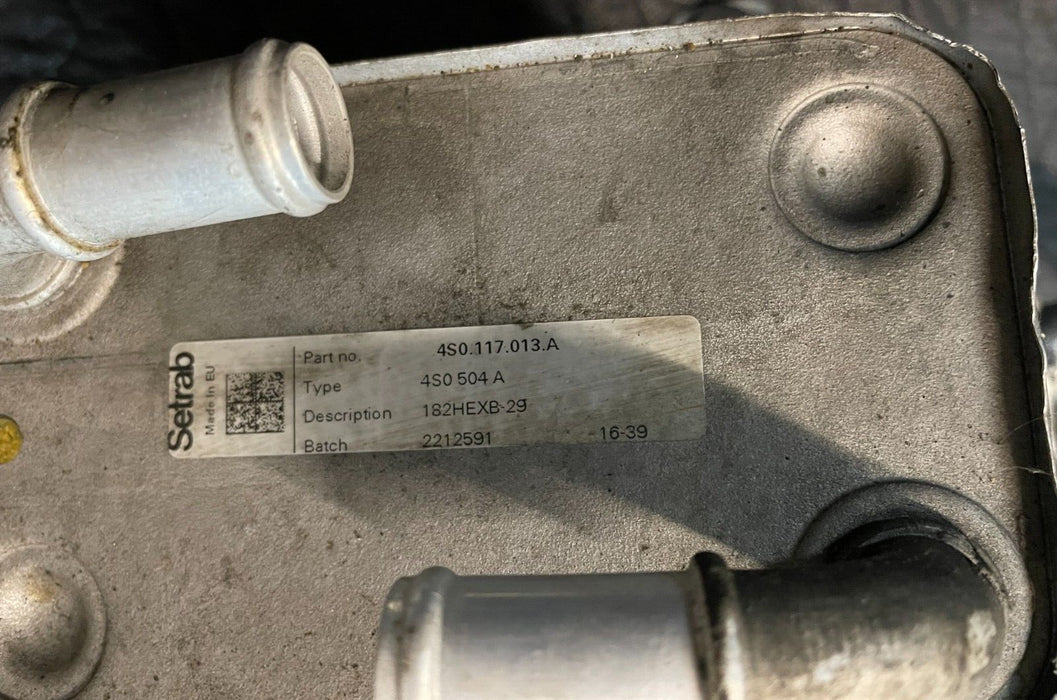 Setrab
Made in EU
Part no. 4S0.117.013.A
Type 4S0 504 A
Description 182HEXB-29
Batch 2212591 16-39